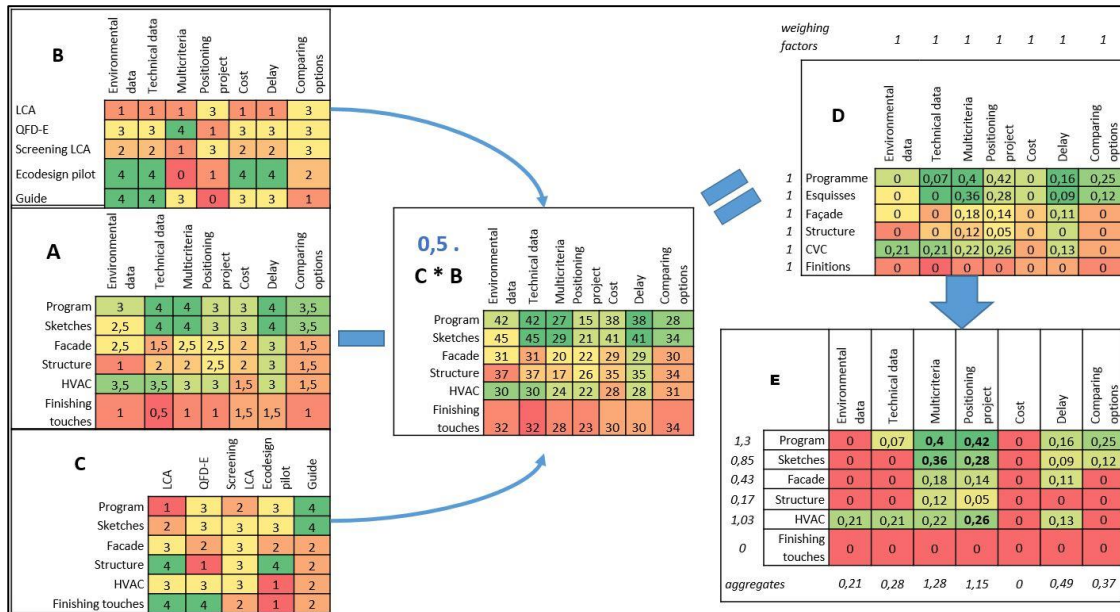 B
Environmental data
Technical data
Multicriteria
Positioning project
Cost
Delay
Comparing options
LCA 1 1 1 3 1 1 3
QFD-E 3 3 4 1 3 3 3
Screening LCA 2 2 1 3 2 2 3
Ecodesign pilot 4 4 0 1 4 4 2
Guide 4 4 3 0 3 3 1
A
Environmental data
Technical data
Multicriteria
Positioning project
Cost
Delay
Comparing options
Program 3 4 4 3 3 4 3,5
Sketches 2,5 4 4 3 3 4 3,5
Facade 2,5 1,5 2,5 2,5 2 3 1,5
Structure 1 2 2 2,5 2 3 1,5
HVAC 3,5 3,5 3 3 1,5 3 1,5
Finishing touches 1 0,5 1 1 1,5 1,5 1
C
LCA
QFD-E
Screening LCA
Ecodesign pilot
Guide
Program 1 3 2 3 4
Sketches 2 3 3 3 4
Facade 3 2 3 2 2
Structure 4 1 3 4 2
HVAC 3 3 3 1 2
Finishing touches 4 4 2 1 2
0,5 .
C * B
Environmental data
Technical data
Multicriteria
Positioning project
Cost
Delay
Comparing options
Program 42 42 27 15 38 38 28
Sketches 45 45 29 21 41 41 34
Facade 31 31 20 22 29 29 30
Structure 37 37 17 26 35 35 34
HVAC 30 30 24 22 28 28 31
Finishing touches 32 32 28 23 30 30 34
weighing factors 1 1 1 1 1 1 1
D
Environmental data
Technical data
Multicriteria
Positioning project
Cost
Delay
Comparing options
1 Programme 0 0,07 0,4 0,42 0 0,16 0,25
1 Esquisses 0 0 0,36 0,28 0 0,09 0,12
1 Façade 0 0 0,18 0,14 0 0,11 0
1 Structure 0 0 0,12 0,05 0 0 0
1 CVC 0,21 0,21 0,22 0,26 0 0,13 0
1 Finitions 0 0 0 0 0 0 0
E
Environmental data
Technical data
Multicriteria
Positioning project
Cost
Delay
Comparing options
1,3 Program 0 0,07 0,4 0,42 0 0,16 0,25
0,85 Sketches 0 0 0,36 0,28 0 0,09 0,12
0,43 Facade 0 0 0,18 0,14 0 0,11 0
0,17 Structure 0 0 0,12 0,05 0 0 0
1,03 HVAC 0,21 0,21 0,22 0,26 0 0,13 0
0 Finishing touches 0 0 0 0 0 0 0
aggregates 0,21 0,28 1,28 1,15 0 0,49 0,37